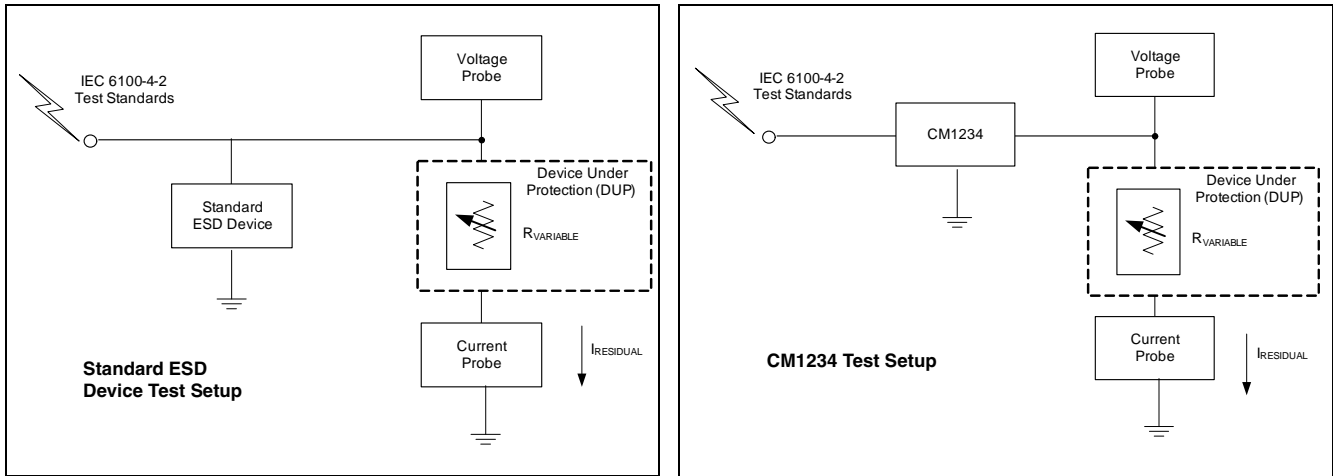 IEC 6100-4-2
Test Standards
Voltage
Probe
Standard
ESD Device
Device Under
Protection (DUP)
RVARIABLE
Current
Probe
IRESIDUAL
Standard ESD
Device Test Setup
IEC 6100-4-2
Test Standards
CM1234
Voltage
Probe
Device Under
Protection (DUP)
RVARIABLE
Current
Probe
IRESIDUAL
CM1234 Test Setup